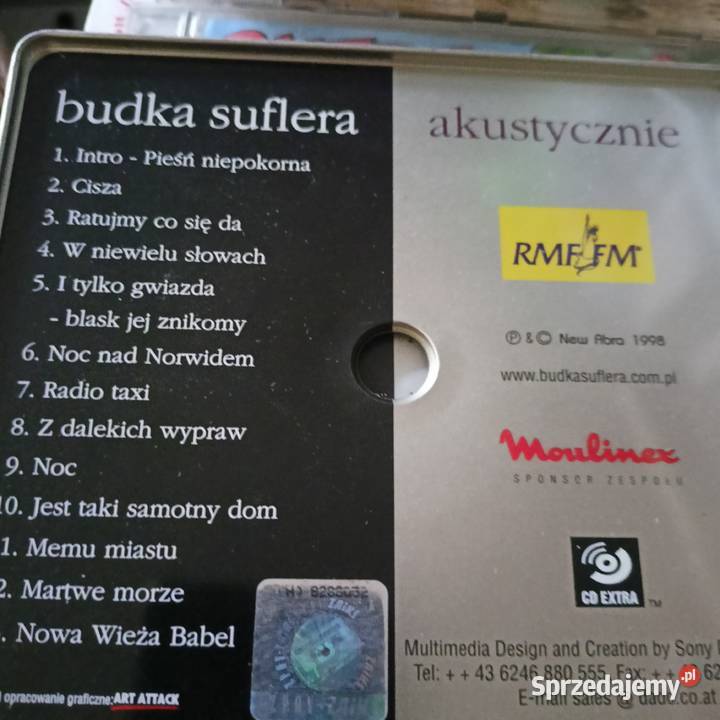 budka suflera
akustycznie
1. Intro - Pieśń niepokorna
2. Cisza
3. Ratujmy co się da
4. W niewielu słowach
5. I tylko gwiazda
- blask jej znikomy
6. Noc nad Norwidem
7. Radio taxi
8. Z dalekich wypraw
9. Noc
10. Jest taki samotny dom
1. Memu miastu
2. Martwe morze
. Nowa Wieża Babel
opracowanie graficzne: ART ATTACK
RMF FM
℗ & © New Abra 1998
www.budkasuflera.com.pl
Moulinex
SPONSOR ZESPOŁU
CD EXTRA
TM
Multimedia Design and Creation by Sony
Tel: + + 43 6246 880 555, Fax: + +
E-mail sales @ dadc.co.at
Sprzedajemy.pl